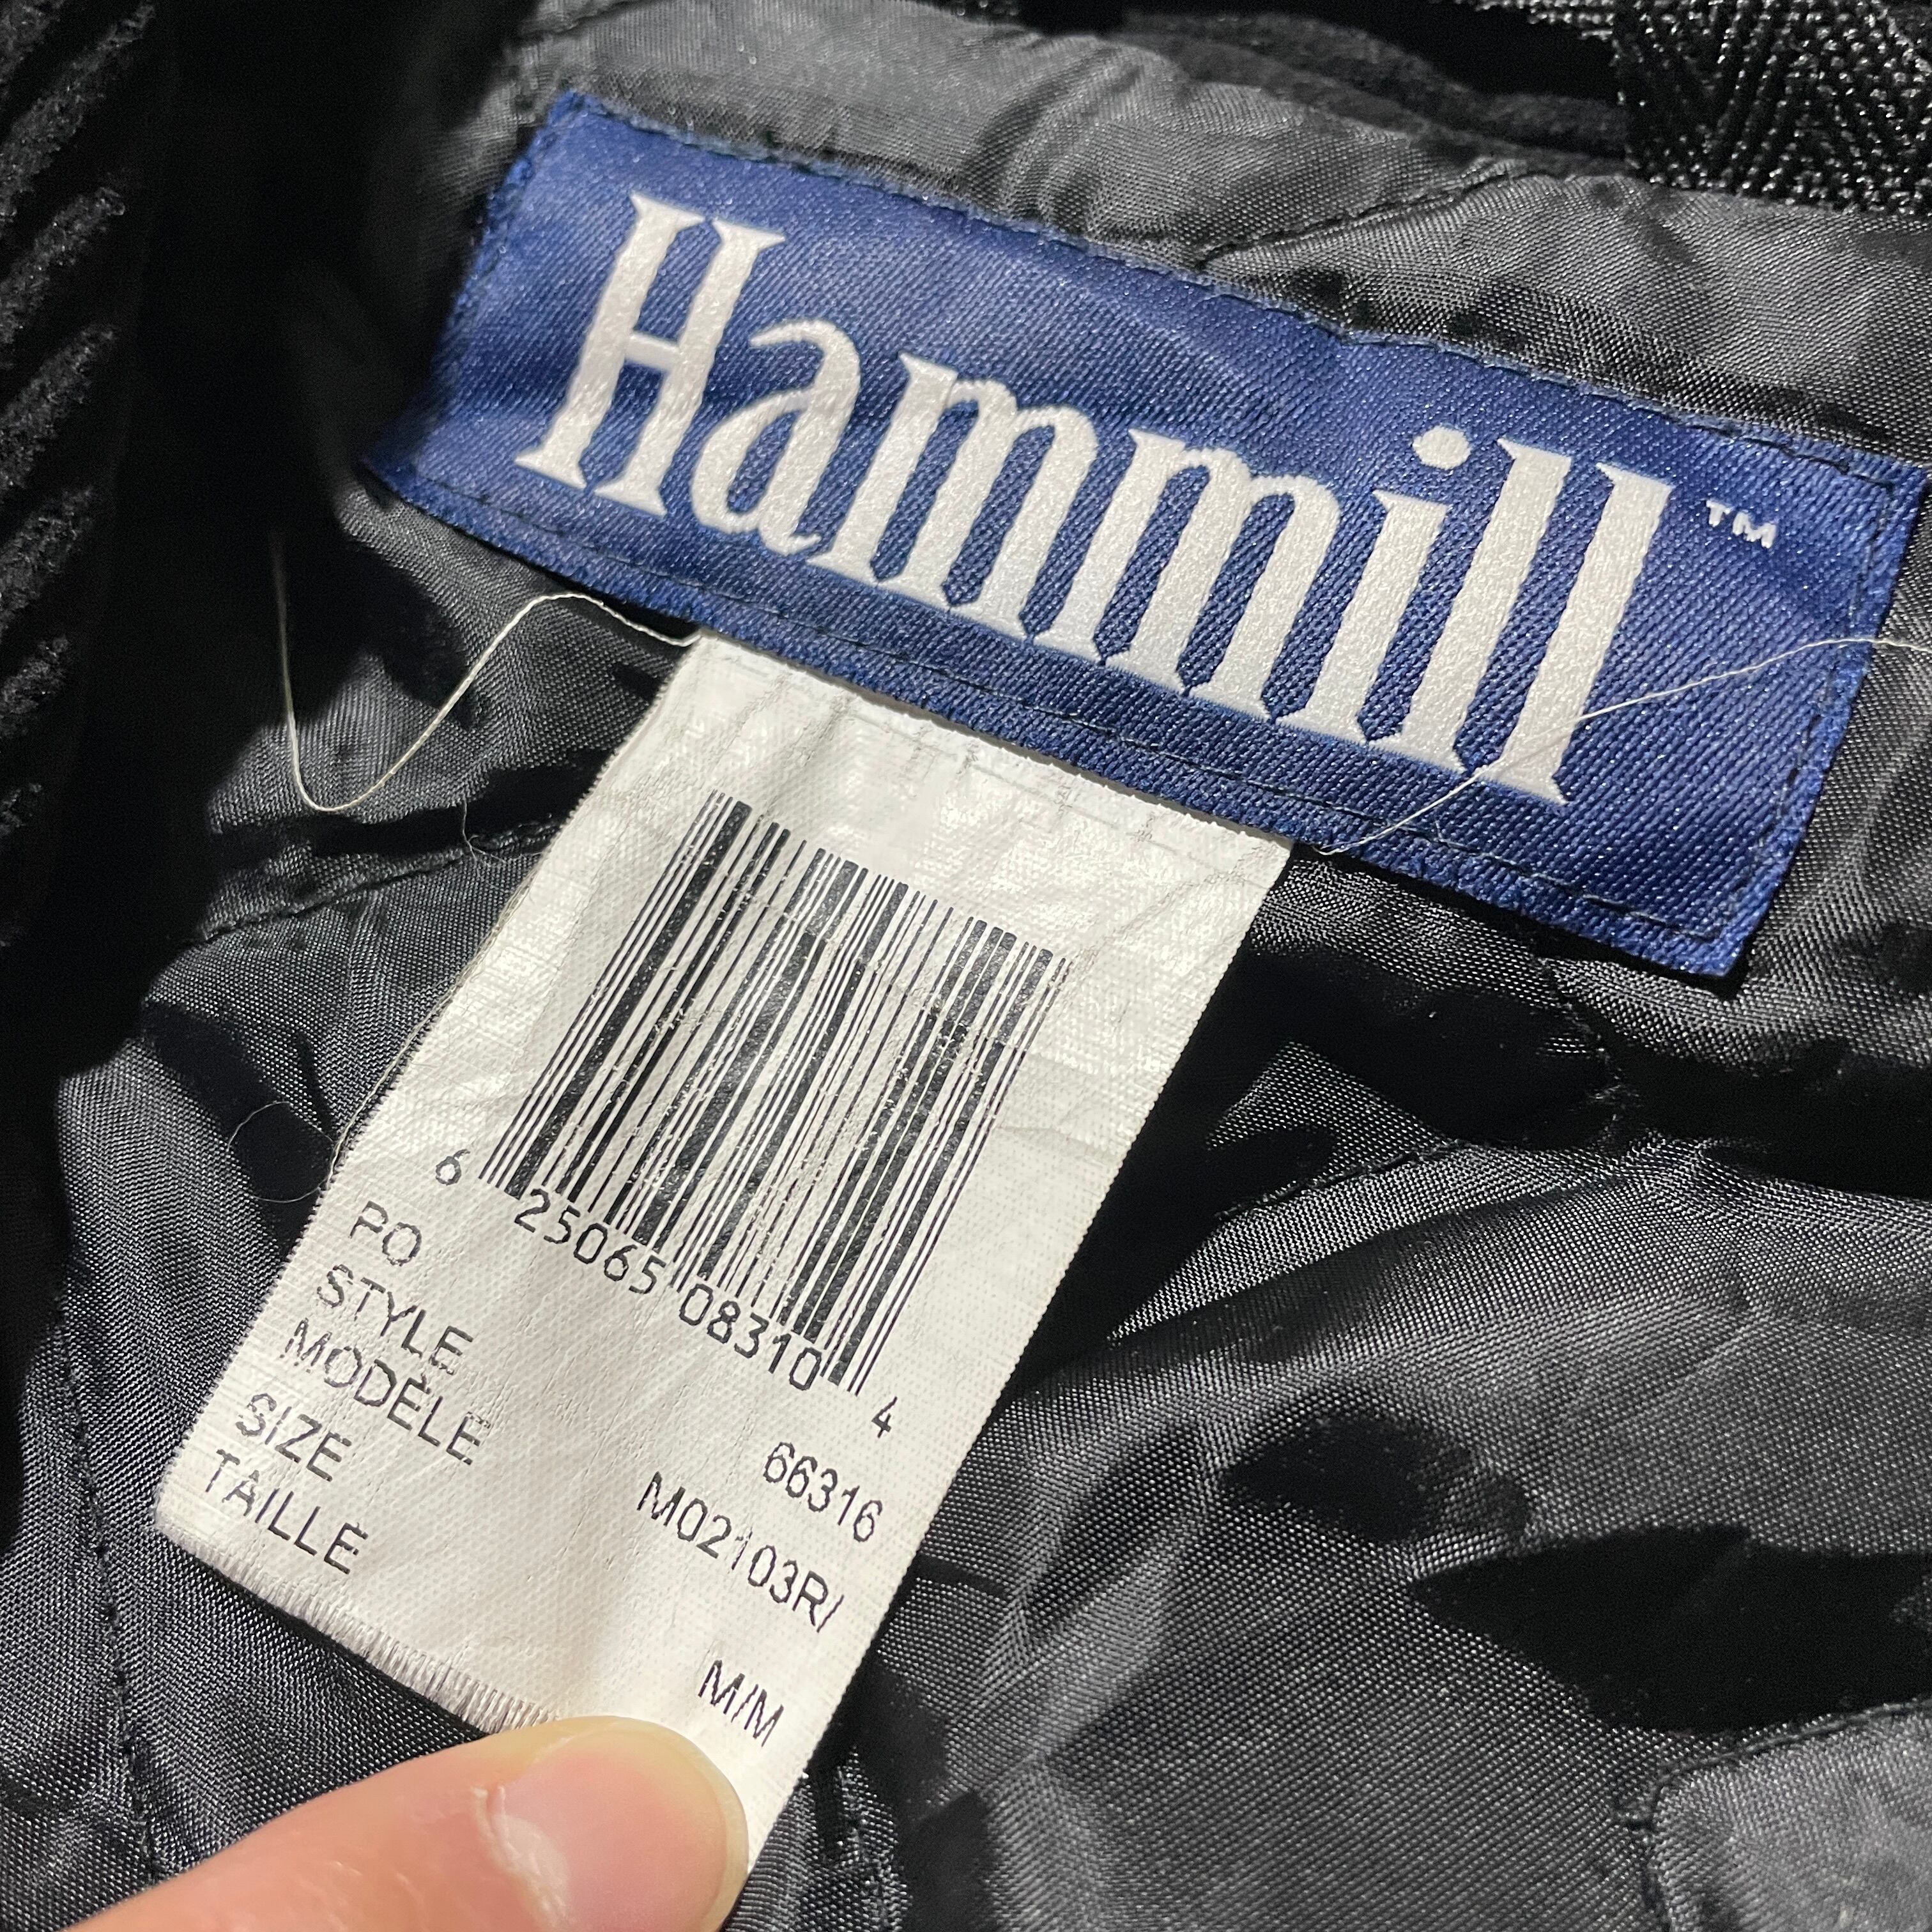 Hammill™
6 25065 08310 4
PO 66316
STYLE
MODÈLE M02103R/
SIZE
TAILLE M/M